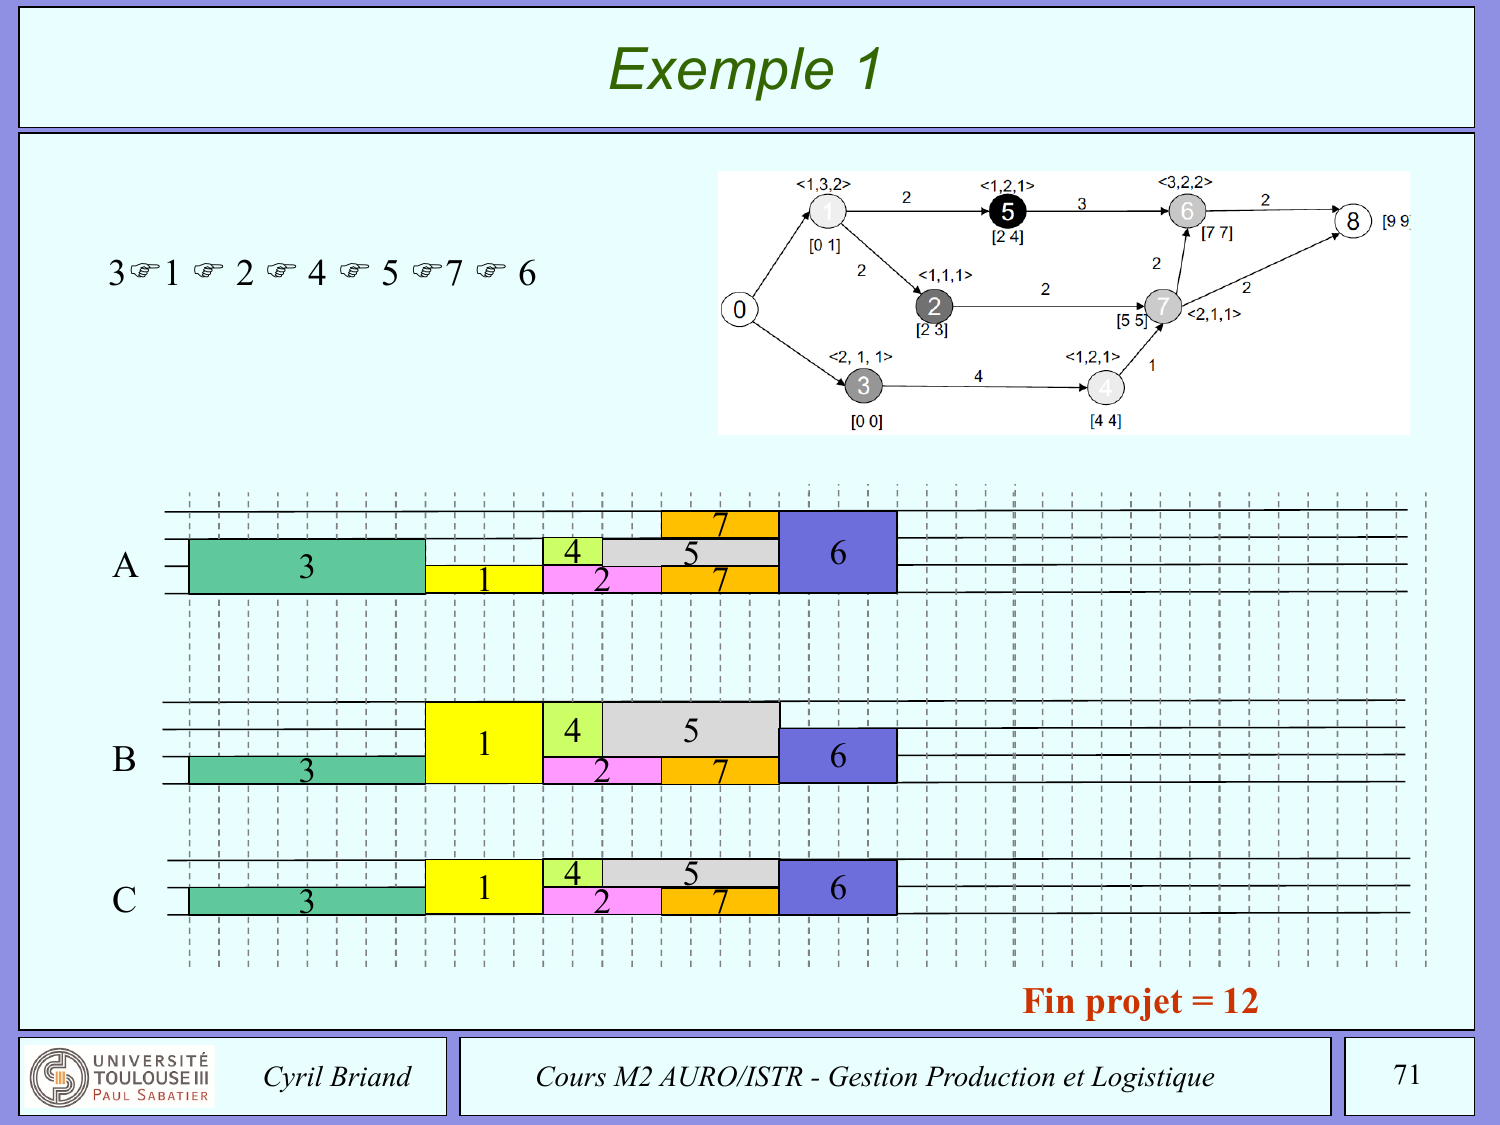 Exemple 1
3☞1 ☞ 2 ☞ 4 ☞ 5 ☞7 ☞ 6
<1,3,2> <1,2,1> <3,2,2>
1 2 5 3 6 2 8 [9 9]
[0 1] [2 4] [7 7]
2 <1,1,1> 2 2
0 2 2 7 <2,1,1>
[2 3] [5 5]
<2, 1, 1> <1,2,1> 1
3 4 4
[0 0] [4 4]
7
A 3 4 5 6
1 2 7
4 5
B 1 6
3 2 7
4 5
C 1 6
3 2 7
Fin projet = 12
UNIVERSITÉ
TOULOUSE III
PAUL SABATIER
Cyril Briand
Cours M2 AURO/ISTR - Gestion Production et Logistique
71